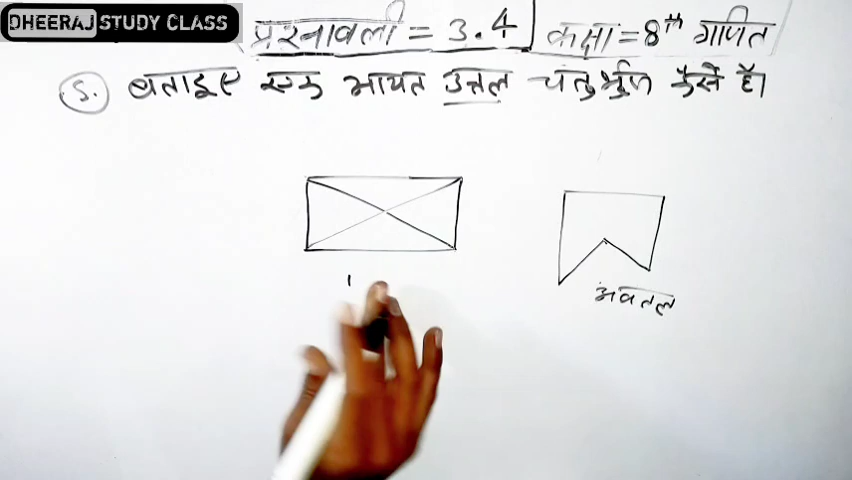 DHEERAJ STUDY CLASS
प्रश्नावली = 3.4 कक्षा = 8th गणित
5. बताइए एक आयत उत्तल चतुर्भुज कैसे है।
अवतल